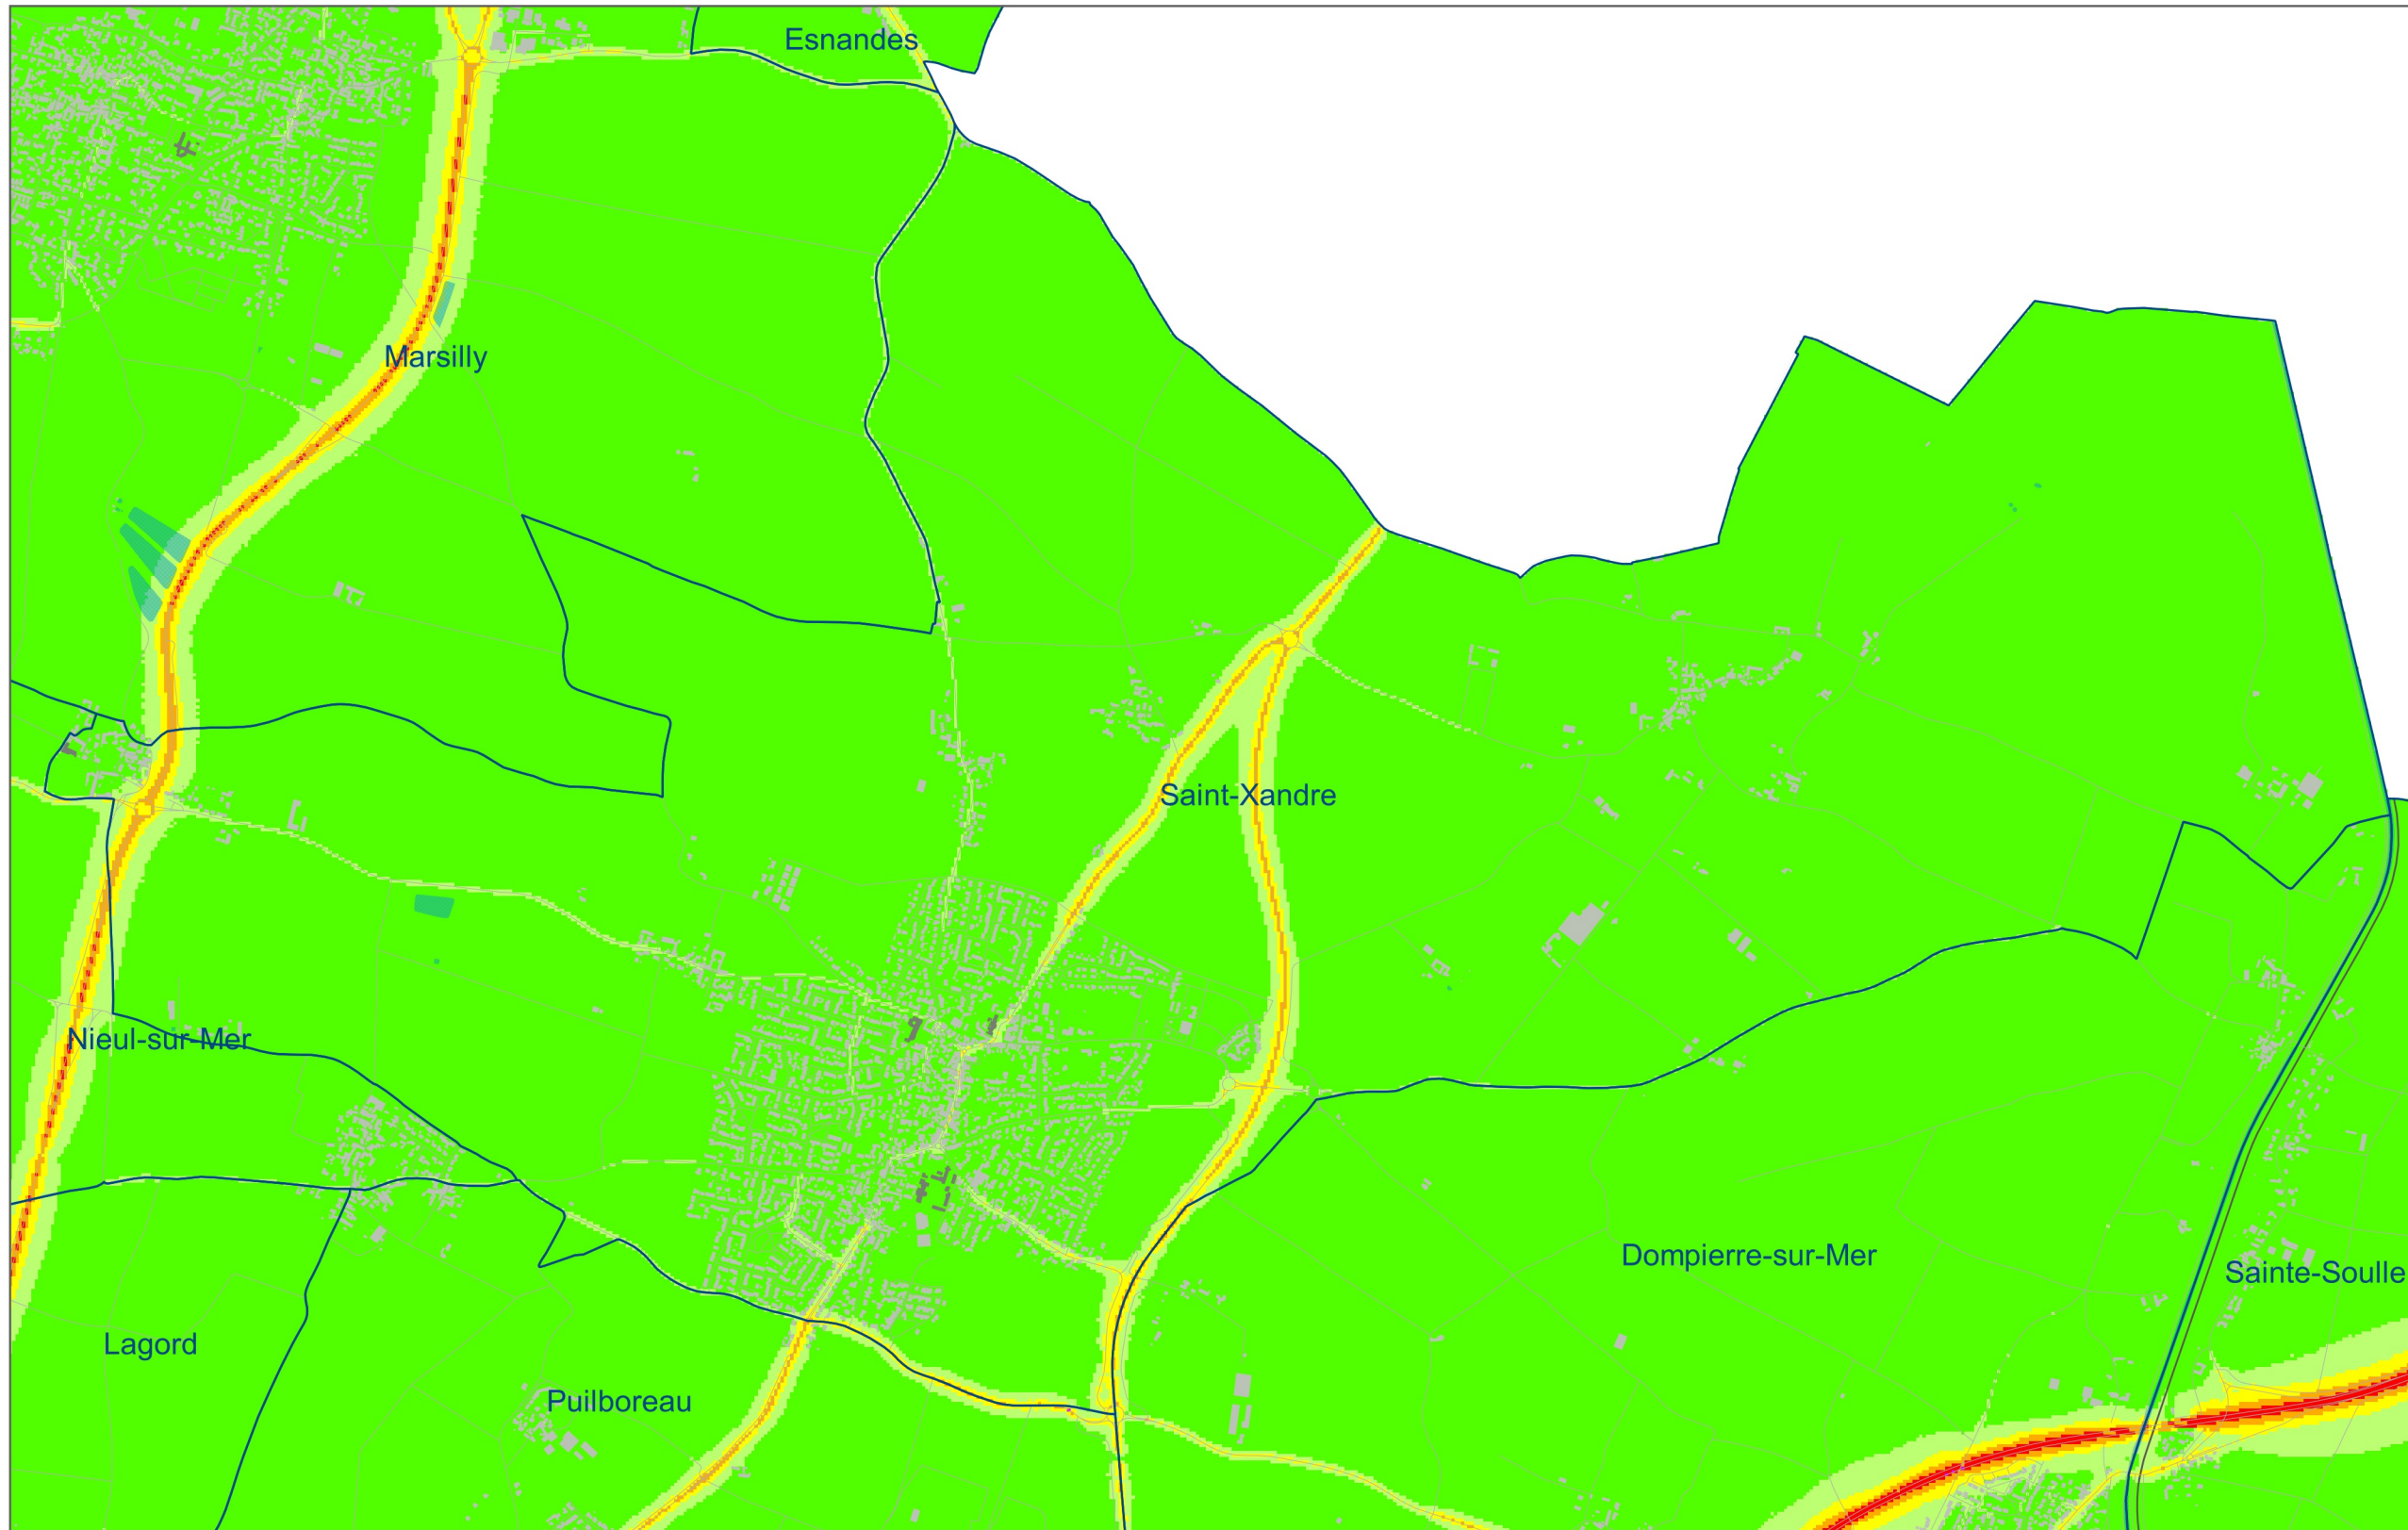 Esnandes
Marsilly
Saint-Xandre
Nieul-sur-Mer
Dompierre-sur-Mer
Sainte-Soulle
Lagord
Puilboreau